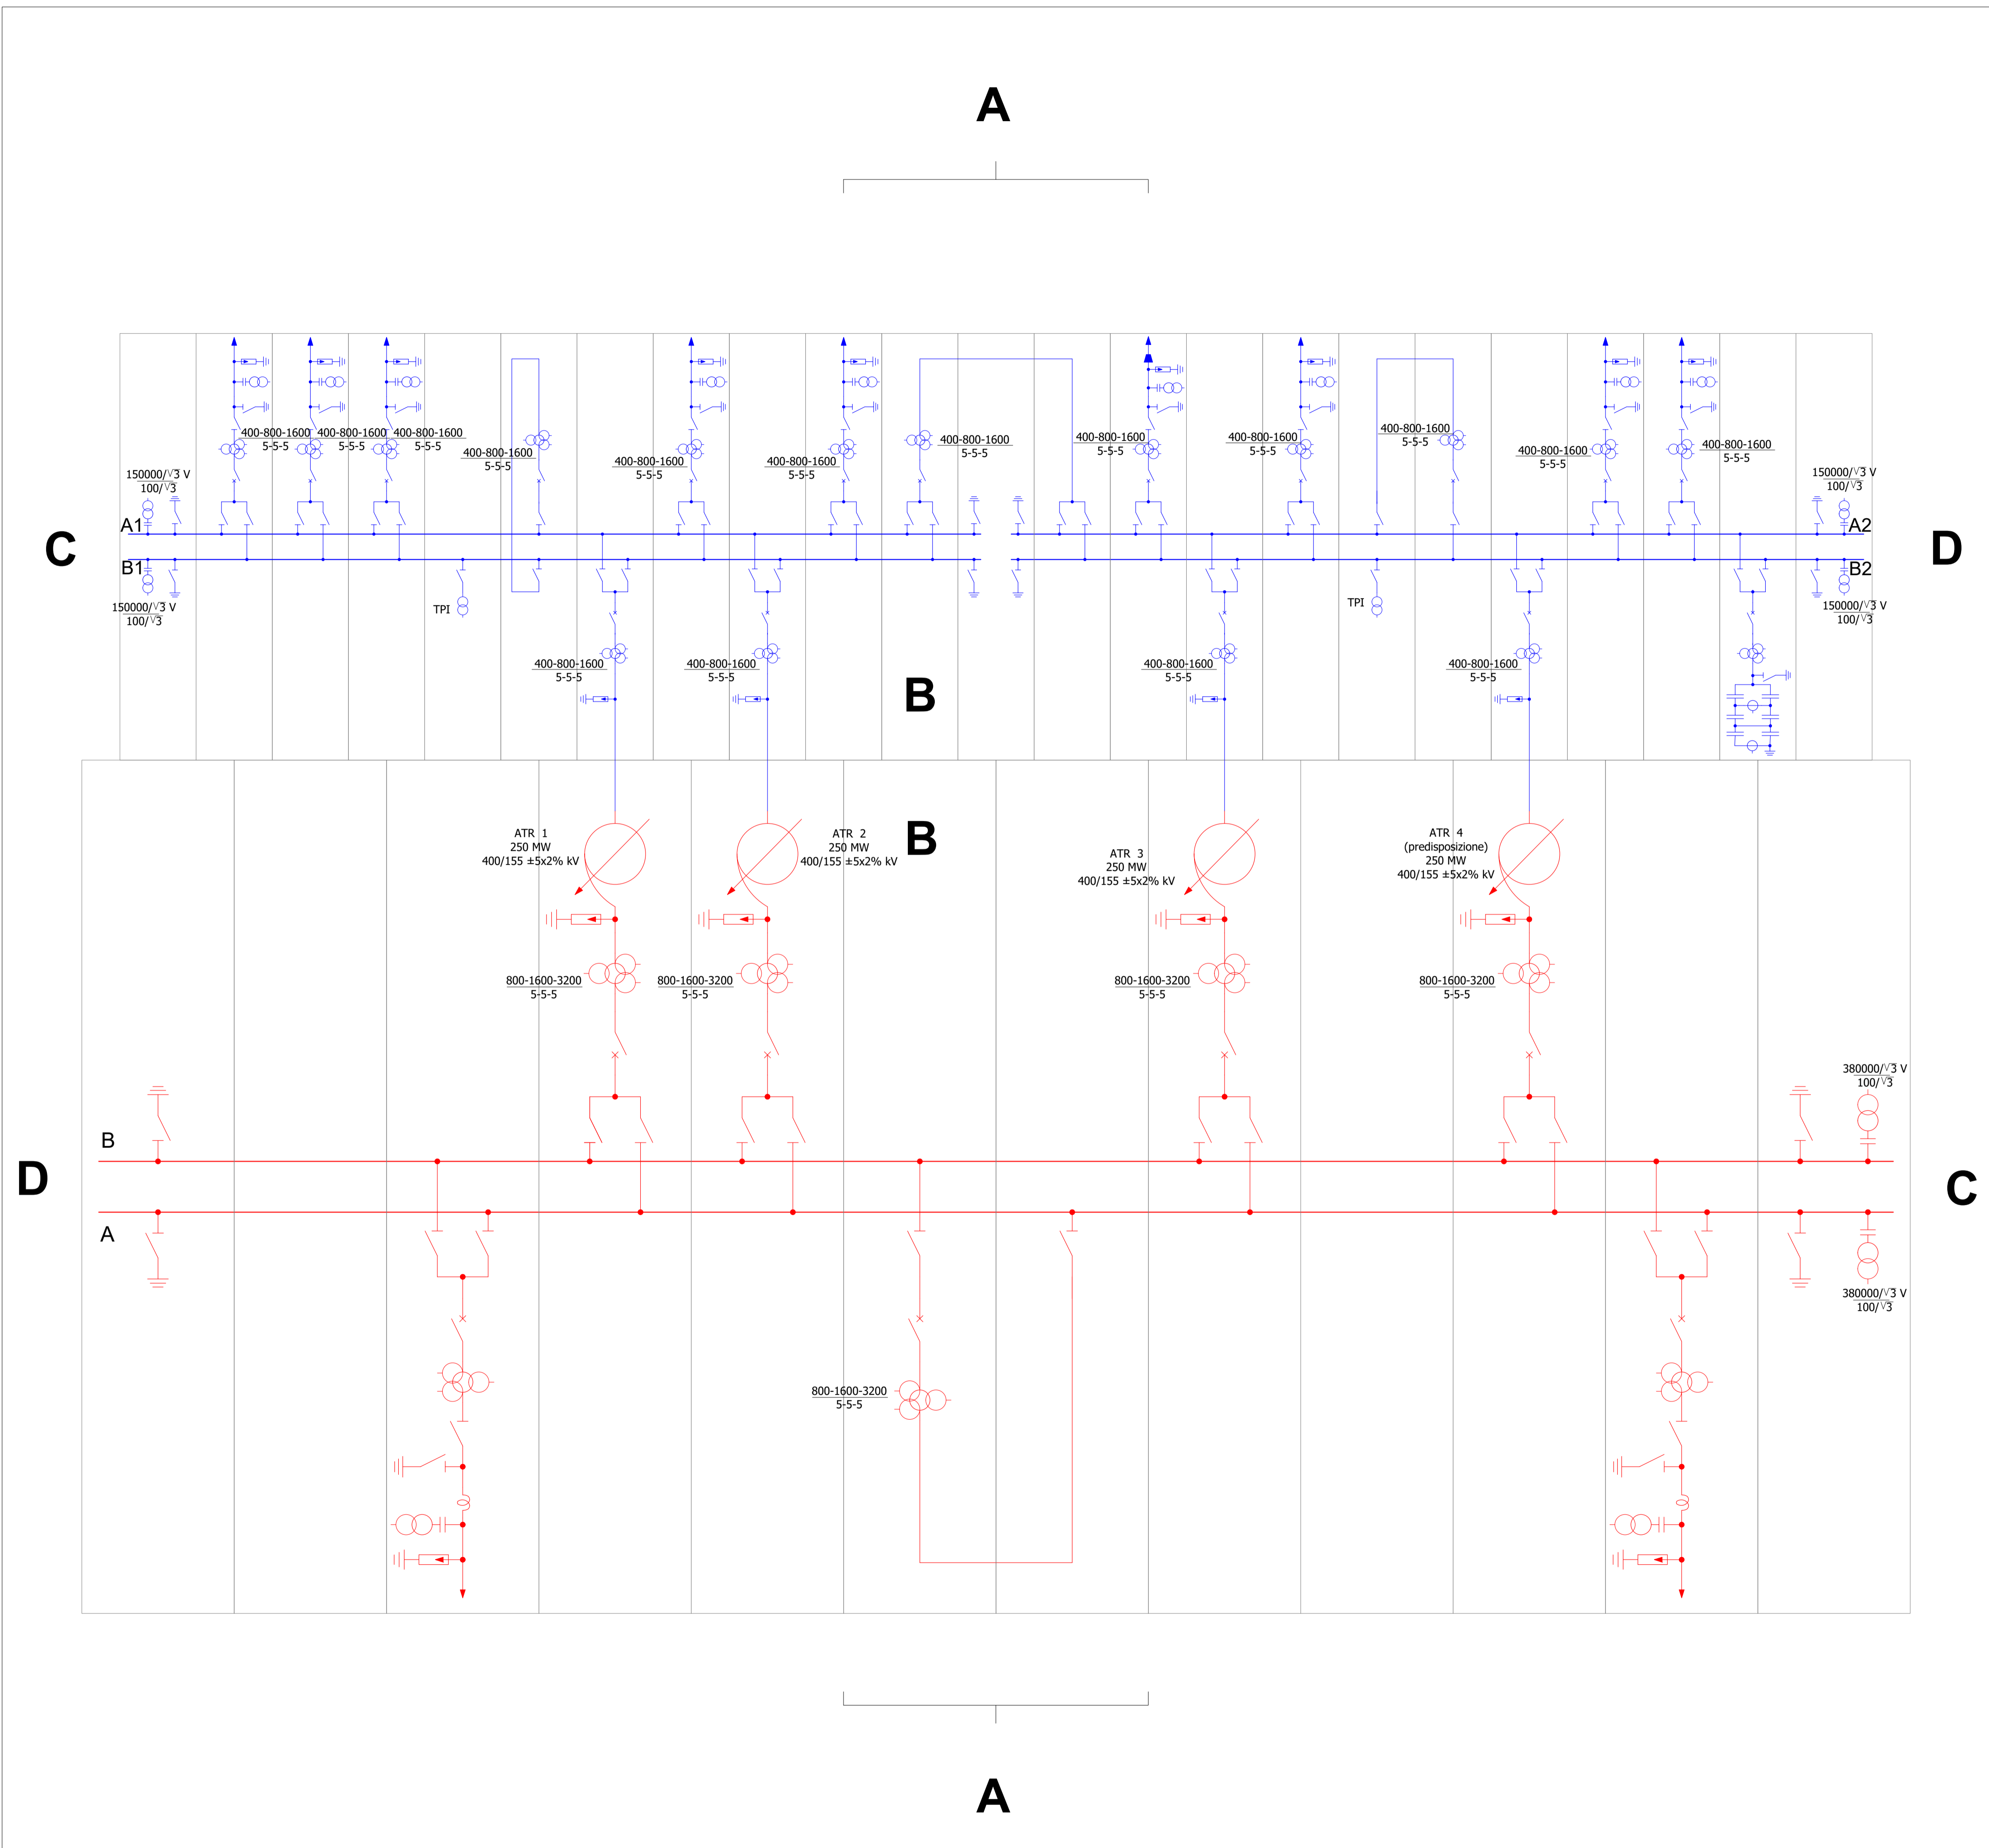 A
400-800-1600 400-800-1600 400-800-1600
5-5-5 5-5-5 5-5-5
400-800-1600
5-5-5
400-800-1600
5-5-5
400-800-1600
5-5-5
400-800-1600
5-5-5
400-800-1600
5-5-5
400-800-1600
5-5-5
400-800-1600
5-5-5
400-800-1600
5-5-5
400-800-1600
5-5-5
150000/√3 V
100/√3
150000/√3 V
100/√3
A1
A2
C
D
B1
B2
150000/√3 V
100/√3
TPI
TPI
150000/√3 V
100/√3
400-800-1600
5-5-5
400-800-1600
5-5-5
400-800-1600
5-5-5
400-800-1600
5-5-5
B
B
ATR 1
250 MW
400/155 ±5x2% kV
ATR 2
250 MW
400/155 ±5x2% kV
ATR 3
250 MW
400/155 ±5x2% kV
ATR 4
(predisposizione)
250 MW
400/155 ±5x2% kV
800-1600-3200
5-5-5
800-1600-3200
5-5-5
800-1600-3200
5-5-5
800-1600-3200
5-5-5
380000/√3 V
100/√3
B
D
C
A
380000/√3 V
100/√3
800-1600-3200
5-5-5
A